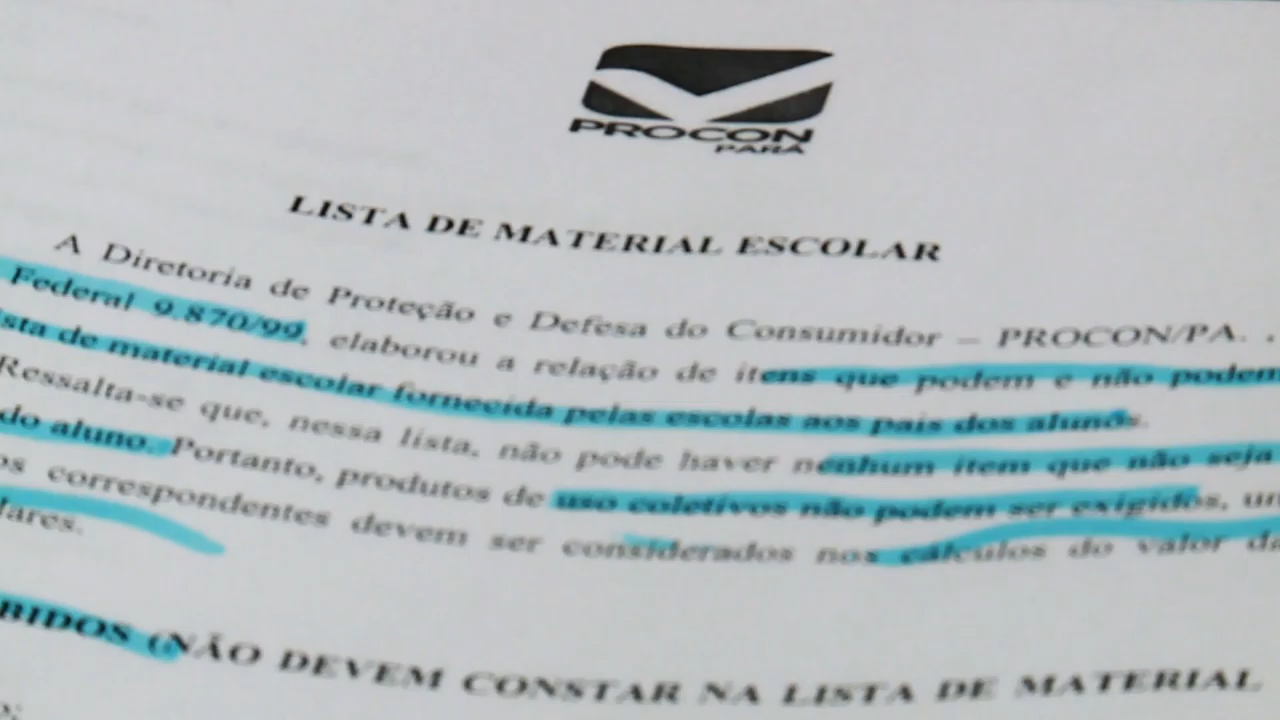 PROCON
PARÁ
LISTA DE MATERIAL ESCOLAR
A Diretoria de Proteção e Defesa do Consumidor – PROCON/PA. .
Federal 9.870/99, elaborou a relação de itens que podem e não podem
sta de material escolar fornecida pelas escolas aos pais dos alunos.
Ressalta-se que, nessa lista, não pode haver nenhum item que não seja
do aluno. Portanto, produtos de uso coletivos não podem ser exigidos, um
os correspondentes devem ser considerados nos cálculos do valor da
lares.
BIDOS (NÃO DEVEM CONSTAR NA LISTA DE MATERIAL
o: